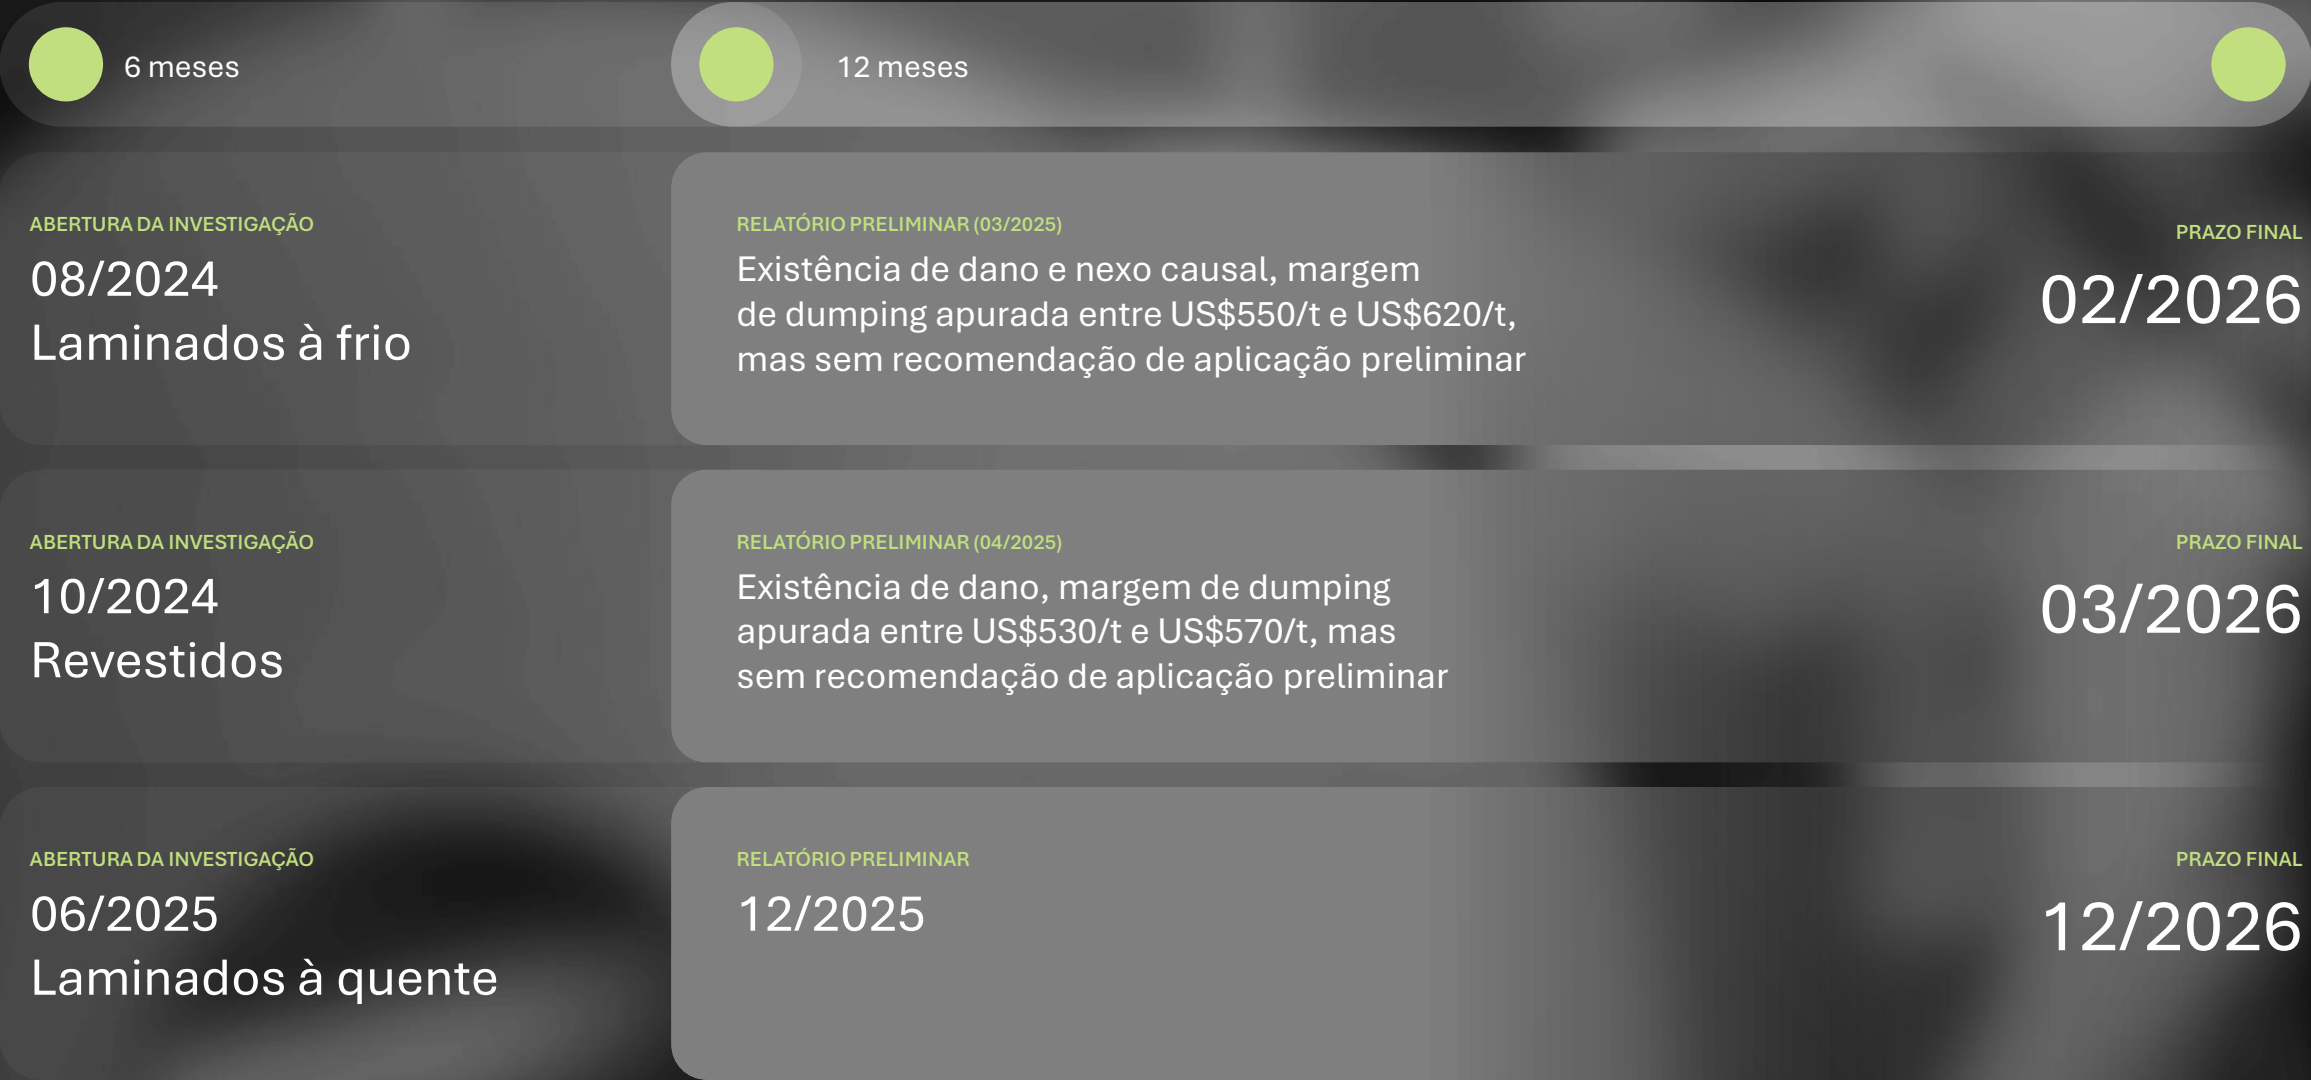 6 meses
12 meses
ABERTURA DA INVESTIGAÇÃO
08/2024
Laminados à frio
RELATÓRIO PRELIMINAR (03/2025)
Existência de dano e nexo causal, margem
de dumping apurada entre US$550/t e US$620/t,
mas sem recomendação de aplicação preliminar
PRAZO FINAL
02/2026
ABERTURA DA INVESTIGAÇÃO
10/2024
Revestidos
RELATÓRIO PRELIMINAR (04/2025)
Existência de dano, margem de dumping
apurada entre US$530/t e US$570/t, mas
sem recomendação de aplicação preliminar
PRAZO FINAL
03/2026
ABERTURA DA INVESTIGAÇÃO
06/2025
Laminados à quente
RELATÓRIO PRELIMINAR
12/2025
PRAZO FINAL
12/2026